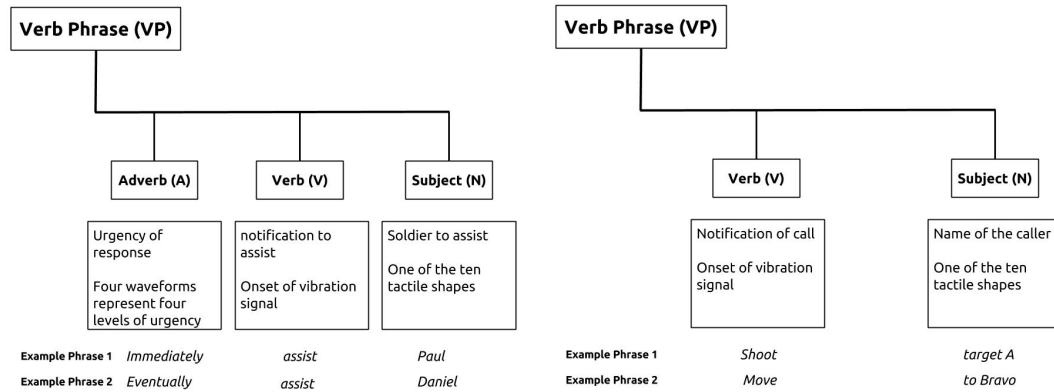 Verb Phrase (VP)
Adverb (A)
Verb (V)
Subject (N)
Urgency of
response
Four waveforms
represent four
levels of urgency
notification to
assist
Onset of vibration
signal
Soldier to assist
One of the ten
tactile shapes
Example Phrase 1 Immediately assist Paul
Example Phrase 2 Eventually assist Daniel
Verb Phrase (VP)
Verb (V)
Subject (N)
Notification of call
Onset of vibration
signal
Name of the caller
One of the ten
tactile shapes
Example Phrase 1 Shoot target A
Example Phrase 2 Move to Bravo